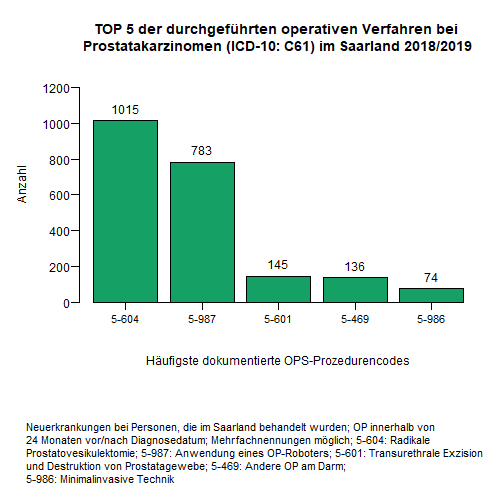 TOP 5 der durchgeführten operativen Verfahren bei
Prostatakarzinomen (ICD-10: C61) im Saarland 2018/2019
1200
1000
800
600
400
200
0
Anzahl
1015
783
145
136
74
5-604
5-987
5-601
5-469
5-986
Häufigste dokumentierte OPS-Prozedurencodes
Neuerkrankungen bei Personen, die im Saarland behandelt wurden; OP innerhalb von
24 Monaten vor/nach Diagnosedatum; Mehrfachnennungen möglich; 5-604: Radikale
Prostatovesikulektomie; 5-987: Anwendung eines OP-Roboters; 5-601: Transurethrale Exzision
und Destruktion von Prostatagewebe; 5-469: Andere OP am Darm;
5-986: Minimalinvasive Technik